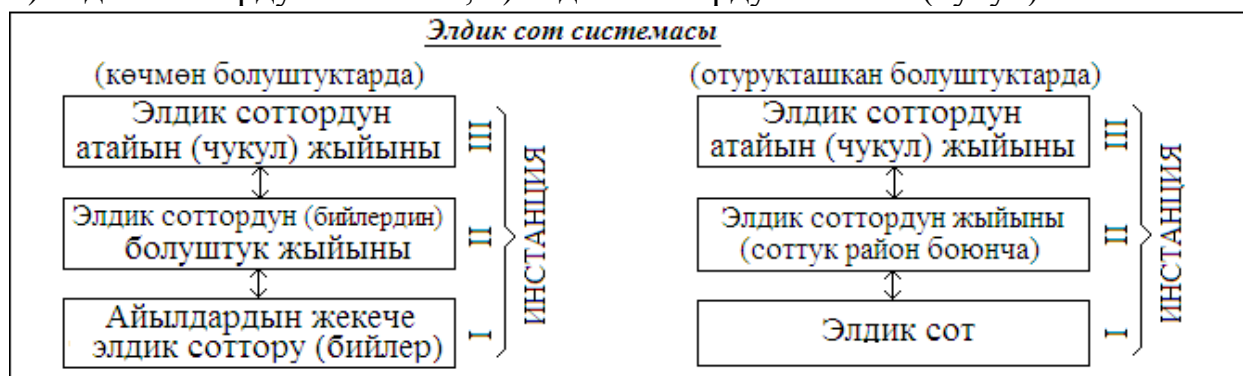 Элдик сот системасы
(көчмөн болуштуктарда)
Элдик соттордун
атайын (чукул) жыйыны
III
Элдик соттордун (бийлердин)
болуштук жыйыны
II
Айылдардын жекече
элдик соттору (бийлер)
I
ИНСТАНЦИЯ
(отурукташкан болуштуктарда)
Элдик соттордун
атайын (чукул) жыйыны
III
Элдик соттордун жыйыны
(соттук район боюнча)
II
Элдик сот
I
ИНСТАНЦИЯ